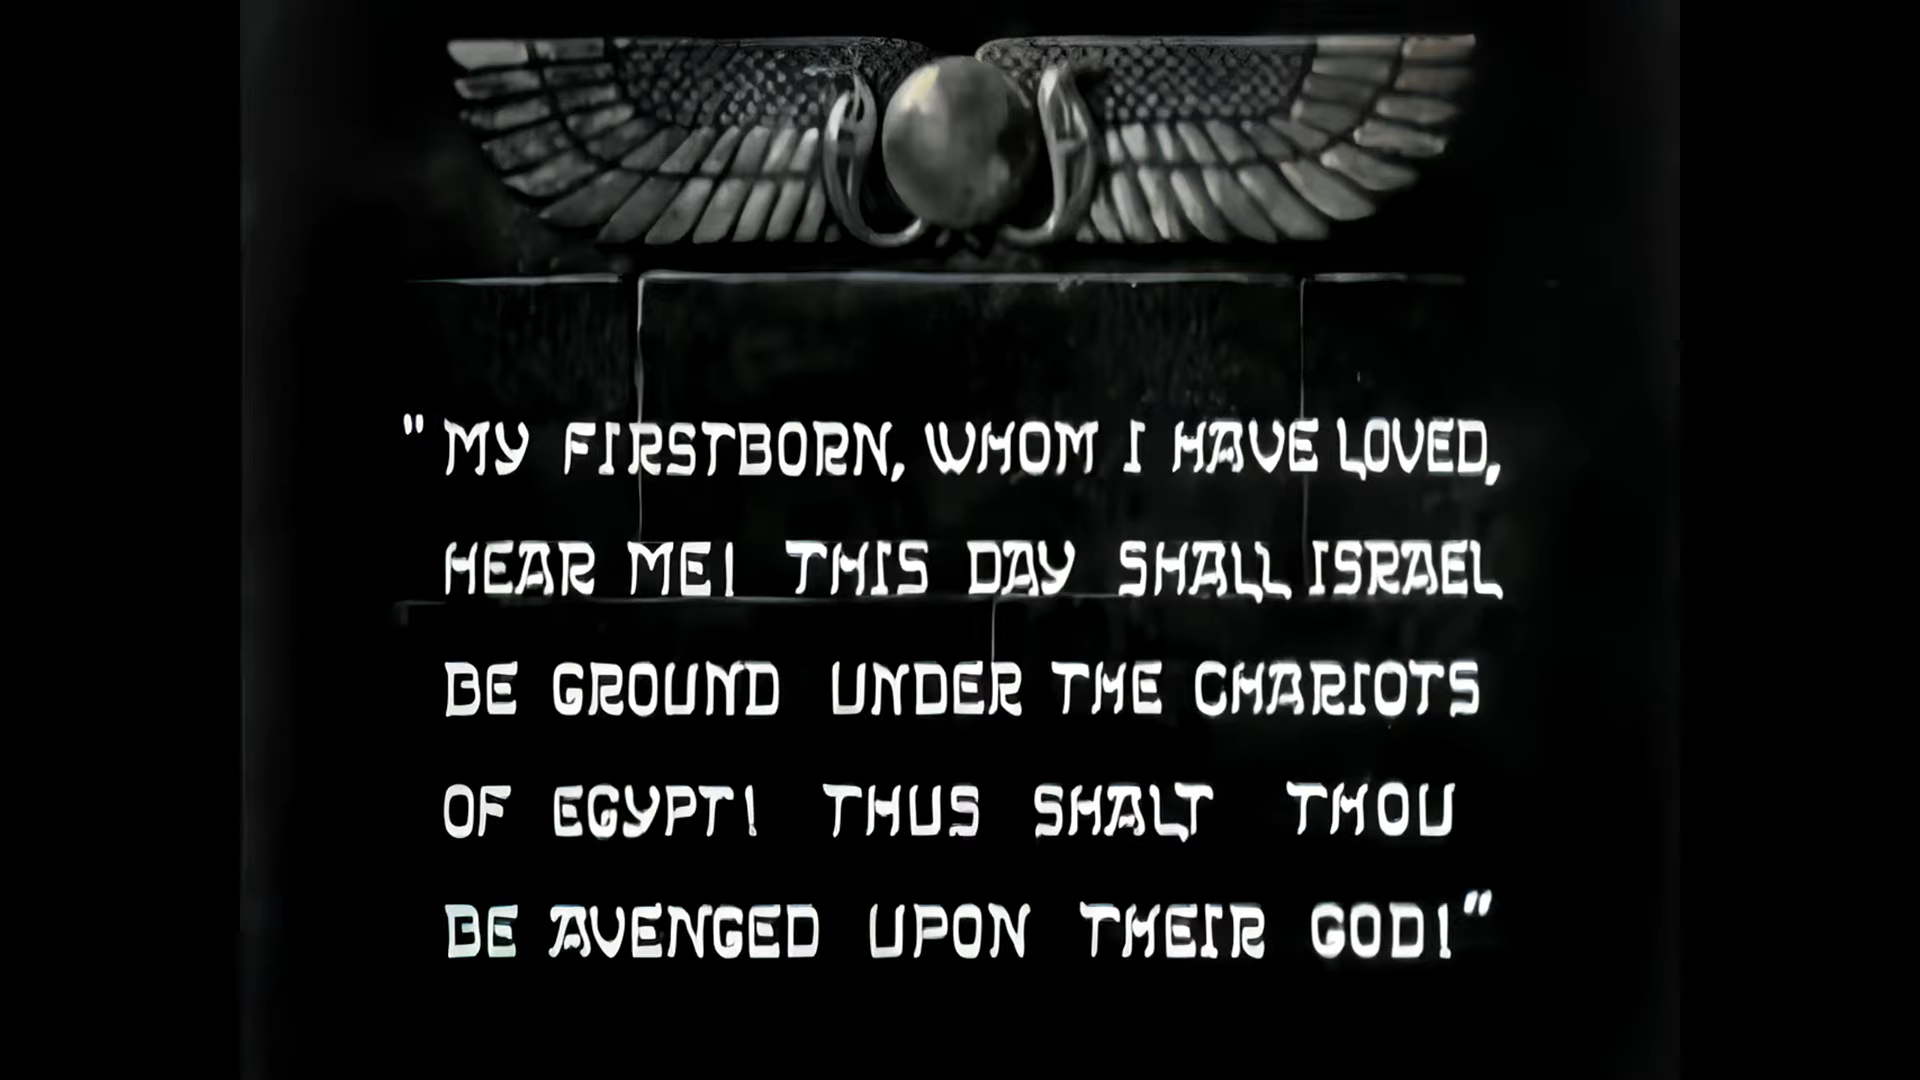 "MY FIRSTBORN, WHOM I HAVE LOVED,
HEAR ME! THIS DAY SHALL ISRAEL
BE GROUND UNDER THE CHARIOTS
OF EGYPT! THUS SHALT THOU
BE AVENGED UPON THEIR GOD!"